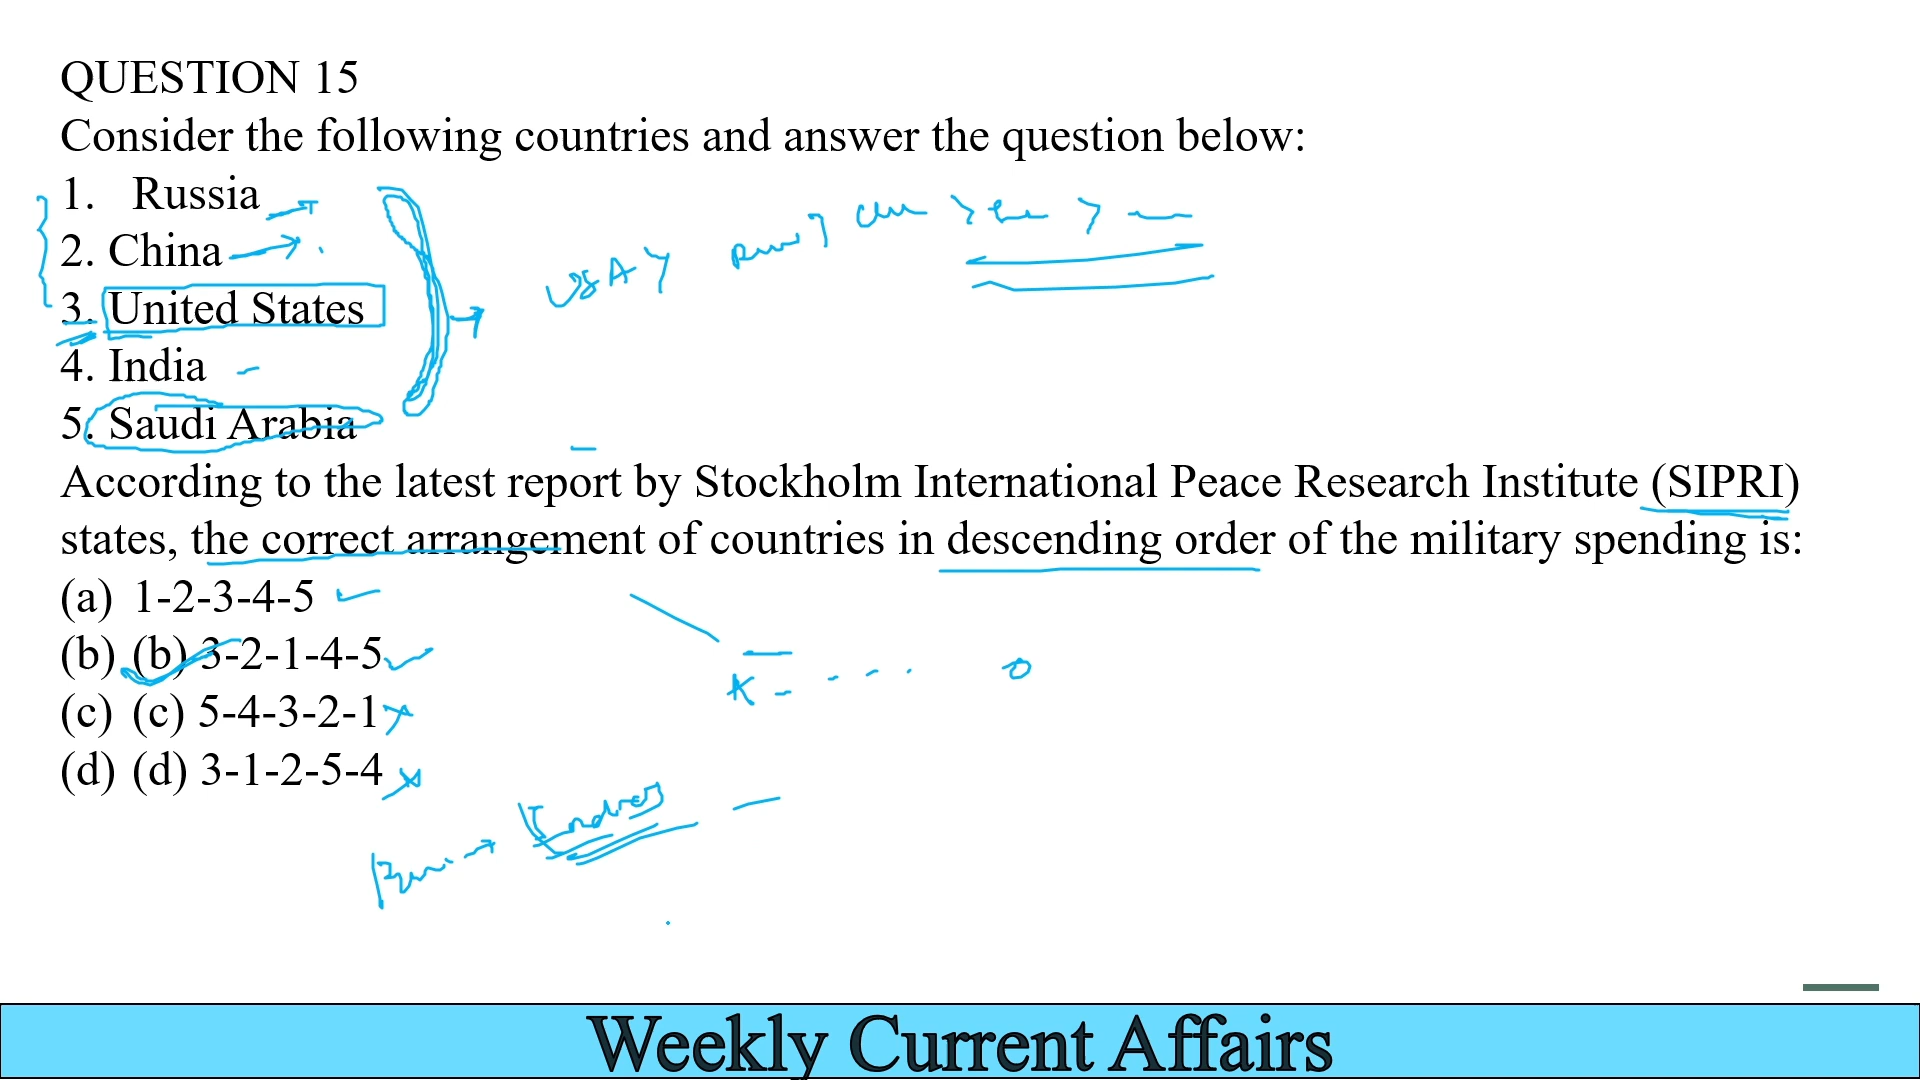 QUESTION 15
Consider the following countries and answer the question below:
1. Russia
2. China
3. United States
4. India
5. Saudi Arabia
USA >
According to the latest report by Stockholm International Peace Research Institute (SIPRI)
states, the correct arrangement of countries in descending order of the military spending is:
(a) 1-2-3-4-5
(b) (b) 3-2-1-4-5
(c) (c) 5-4-3-2-1
(d) (d) 3-1-2-5-4
Weekly Current Affairs